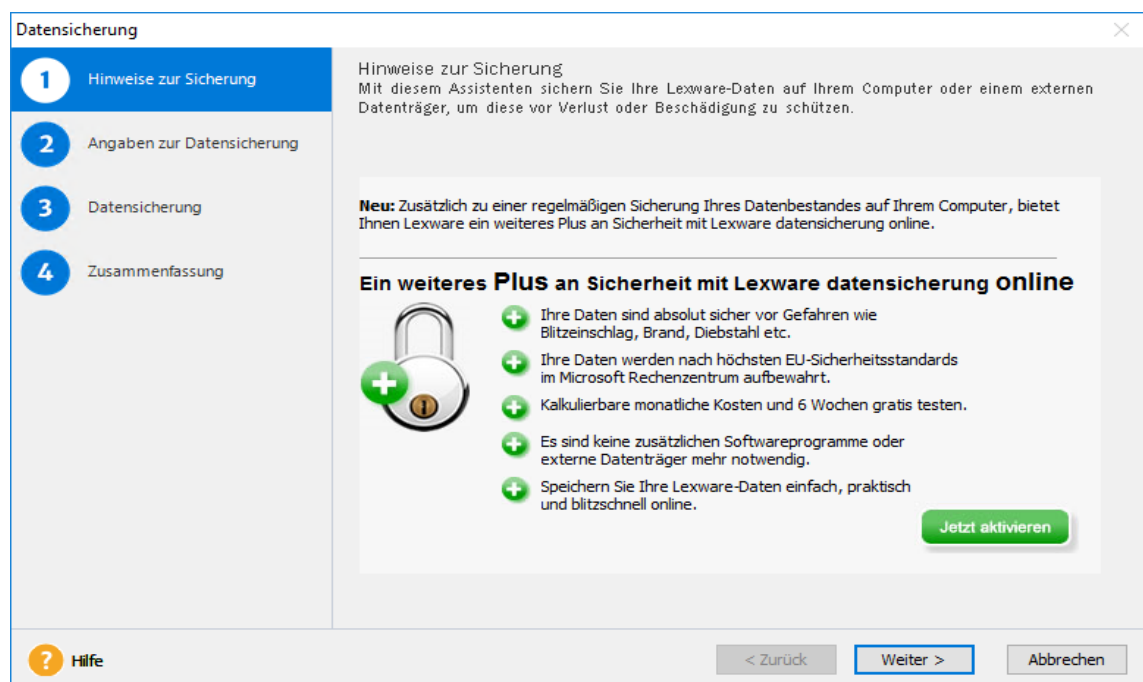 Datensicherung
1 Hinweise zur Sicherung
2 Angaben zur Datensicherung
3 Datensicherung
4 Zusammenfassung
Hinweise zur Sicherung
Mit diesem Assistenten sichern Sie Ihre Lexware-Daten auf Ihrem Computer oder einem externen
Datenträger, um diese vor Verlust oder Beschädigung zu schützen.
Neu: Zusätzlich zu einer regelmäßigen Sicherung Ihres Datenbestandes auf Ihrem Computer, bietet
Ihnen Lexware ein weiteres Plus an Sicherheit mit Lexware datensicherung online.
Ein weiteres Plus an Sicherheit mit Lexware datensicherung online
Ihre Daten sind absolut sicher vor Gefahren wie
Blitzeinschlag, Brand, Diebstahl etc.
Ihre Daten werden nach höchsten EU-Sicherheitsstandards
im Microsoft Rechenzentrum aufbewahrt.
Kalkulierbare monatliche Kosten und 6 Wochen gratis testen.
Es sind keine zusätzlichen Softwareprogramme oder
externe Datenträger mehr notwendig.
Speichern Sie Ihre Lexware-Daten einfach, praktisch
und blitzschnell online.
Jetzt aktivieren
? Hilfe
< Zurück
Weiter >
Abbrechen